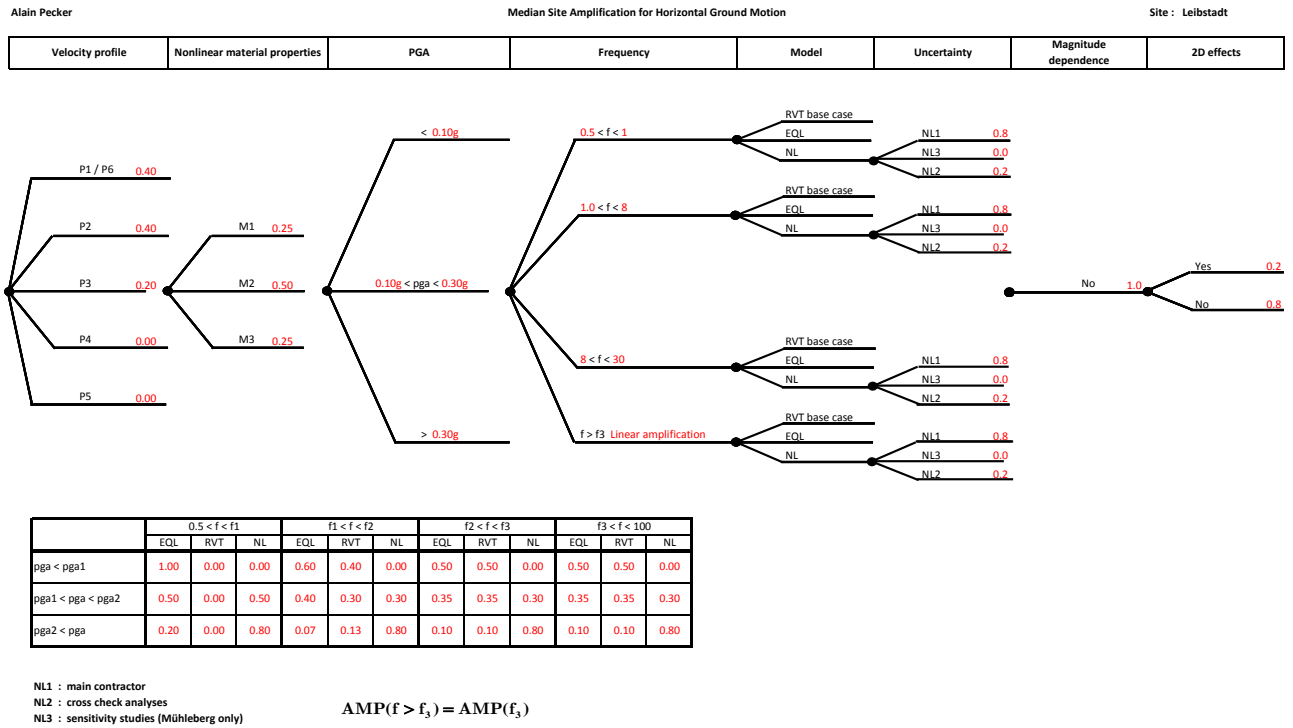 Alain Pecker
Median Site Amplification for Horizontal Ground Motion
Site : Leibstadt
Velocity profile
Nonlinear material properties
PGA
Frequency
Model
Uncertainty
Magnitude dependence
2D effects
P1 / P6 0.40
P2 0.40
P3 0.20
P4 0.00
P5 0.00
M1 0.25
M2 0.50
M3 0.25
< 0.10g
0.10g < pga < 0.30g
> 0.30g
0.5 < f < 1
RVT base case
EQL
NL
NL1 0.8
NL3 0.0
NL2 0.2
1.0 < f < 8
RVT base case
EQL
NL
NL1 0.8
NL3 0.0
NL2 0.2
8 < f < 30
RVT base case
EQL
NL
NL1 0.8
NL3 0.0
NL2 0.2
f > f3 Linear amplification
RVT base case
EQL
NL
NL1 0.8
NL3 0.0
NL2 0.2
No 1.0
Yes 0.2
No 0.8
0.5 < f < f1 f1 < f < f2 f2 < f < f3 f3 < f < 100
EQL RVT NL EQL RVT NL EQL RVT NL EQL RVT NL
pga < pga1 1.00 0.00 0.00 0.60 0.40 0.00 0.50 0.50 0.00 0.50 0.50 0.00
pga1 < pga < pga2 0.50 0.00 0.50 0.40 0.30 0.30 0.35 0.35 0.30 0.35 0.35 0.30
pga2 < pga 0.20 0.00 0.80 0.07 0.13 0.80 0.10 0.10 0.80 0.10 0.10 0.80
NL1 : main contractor
NL2 : cross check analyses
NL3 : sensitivity studies (Mühleberg only)
AMP(f > f₃) = AMP(f₃)